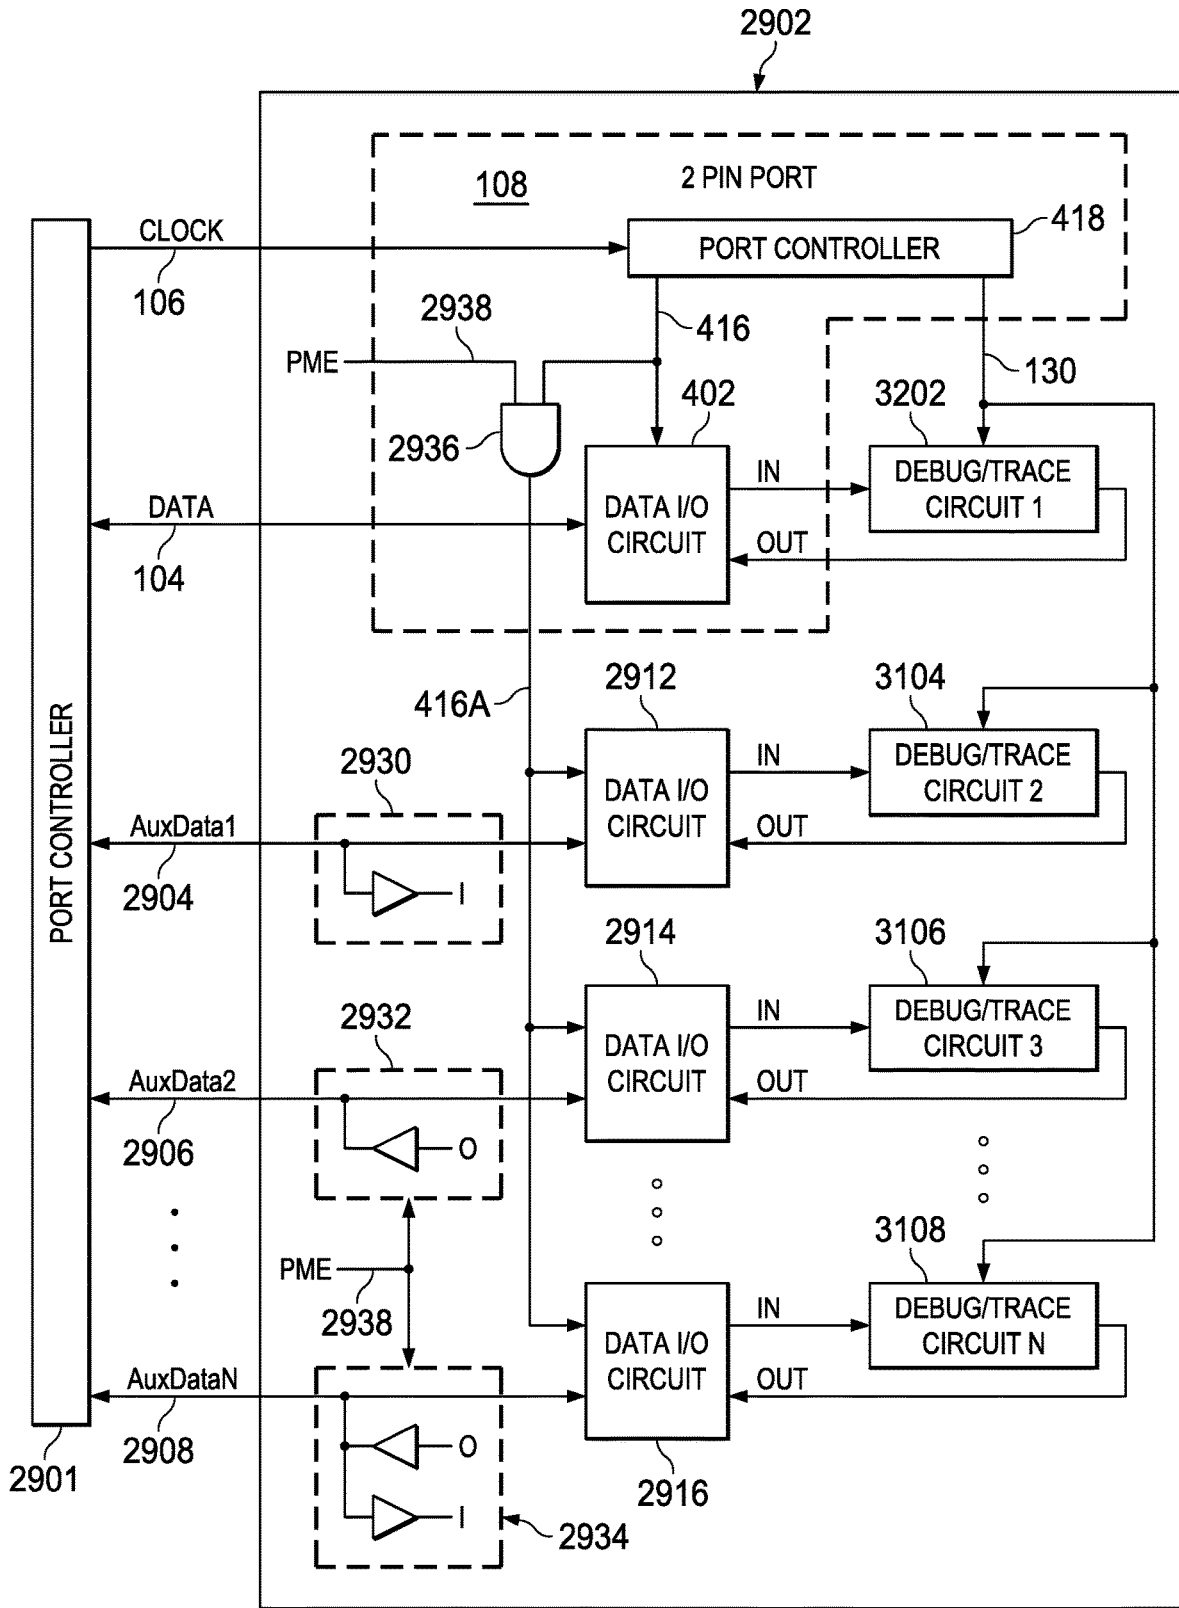 2902
108
2 PIN PORT
418
CLOCK
PORT CONTROLLER
106
2938
416
PME
130
402
3202
2936
DATA
DATA I/O
CIRCUIT
IN
DEBUG/TRACE
CIRCUIT 1
OUT
104
416A
2912
3104
2930
DATA I/O
CIRCUIT
IN
DEBUG/TRACE
CIRCUIT 2
OUT
AuxData1
2904
I
PORT CONTROLLER
2914
3106
2932
DATA I/O
CIRCUIT
IN
DEBUG/TRACE
CIRCUIT 3
OUT
AuxData2
2906
O
3108
PME
2938
DATA I/O
CIRCUIT
IN
DEBUG/TRACE
CIRCUIT N
OUT
AuxDataN
2908
O
2901
2916
I
2934